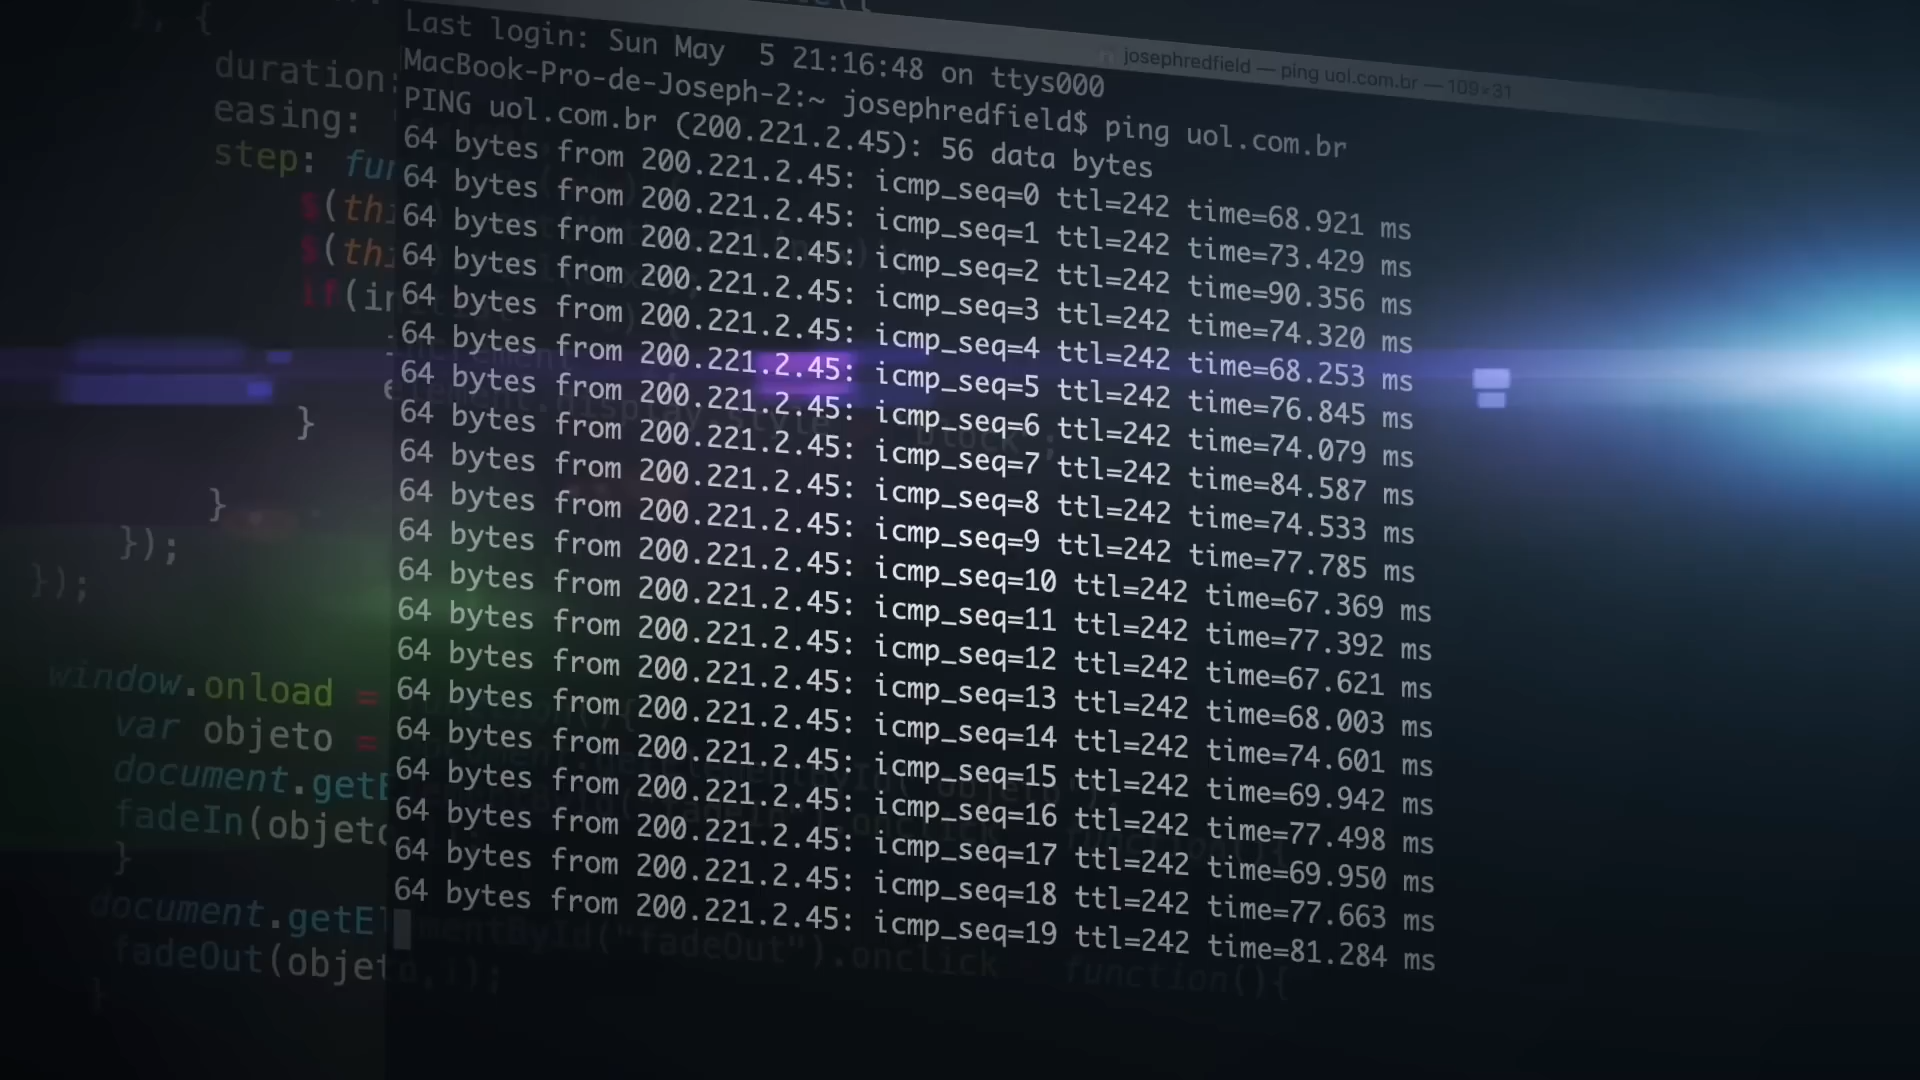 josephredfield — ping uol.com.br — 109×31
Last login: Sun May  5 21:16:48 on ttys000
MacBook-Pro-de-Joseph-2:~ josephredfield$ ping uol.com.br
PING uol.com.br (200.221.2.45): 56 data bytes
64 bytes from 200.221.2.45: icmp_seq=0 ttl=242 time=68.921 ms
64 bytes from 200.221.2.45: icmp_seq=1 ttl=242 time=73.429 ms
64 bytes from 200.221.2.45: icmp_seq=2 ttl=242 time=90.356 ms
64 bytes from 200.221.2.45: icmp_seq=3 ttl=242 time=74.320 ms
64 bytes from 200.221.2.45: icmp_seq=4 ttl=242 time=68.253 ms
64 bytes from 200.221.2.45: icmp_seq=5 ttl=242 time=76.845 ms
64 bytes from 200.221.2.45: icmp_seq=6 ttl=242 time=74.079 ms
64 bytes from 200.221.2.45: icmp_seq=7 ttl=242 time=84.587 ms
64 bytes from 200.221.2.45: icmp_seq=8 ttl=242 time=74.533 ms
64 bytes from 200.221.2.45: icmp_seq=9 ttl=242 time=77.785 ms
64 bytes from 200.221.2.45: icmp_seq=10 ttl=242 time=67.369 ms
64 bytes from 200.221.2.45: icmp_seq=11 ttl=242 time=77.392 ms
64 bytes from 200.221.2.45: icmp_seq=12 ttl=242 time=67.621 ms
64 bytes from 200.221.2.45: icmp_seq=13 ttl=242 time=68.003 ms
64 bytes from 200.221.2.45: icmp_seq=14 ttl=242 time=74.601 ms
64 bytes from 200.221.2.45: icmp_seq=15 ttl=242 time=69.942 ms
64 bytes from 200.221.2.45: icmp_seq=16 ttl=242 time=77.498 ms
64 bytes from 200.221.2.45: icmp_seq=17 ttl=242 time=69.950 ms
64 bytes from 200.221.2.45: icmp_seq=18 ttl=242 time=77.663 ms
64 bytes from 200.221.2.45: icmp_seq=19 ttl=242 time=81.284 ms
}, {
duration:
easing:
step: fun
$(thi
$(thi
if(in
}
}
});
});
window.onload =
var objeto =
document.getE
fadeIn(objeto
}
document.getElementById("fadeOut").onclick function(){
fadeOut(objeto,1);
}